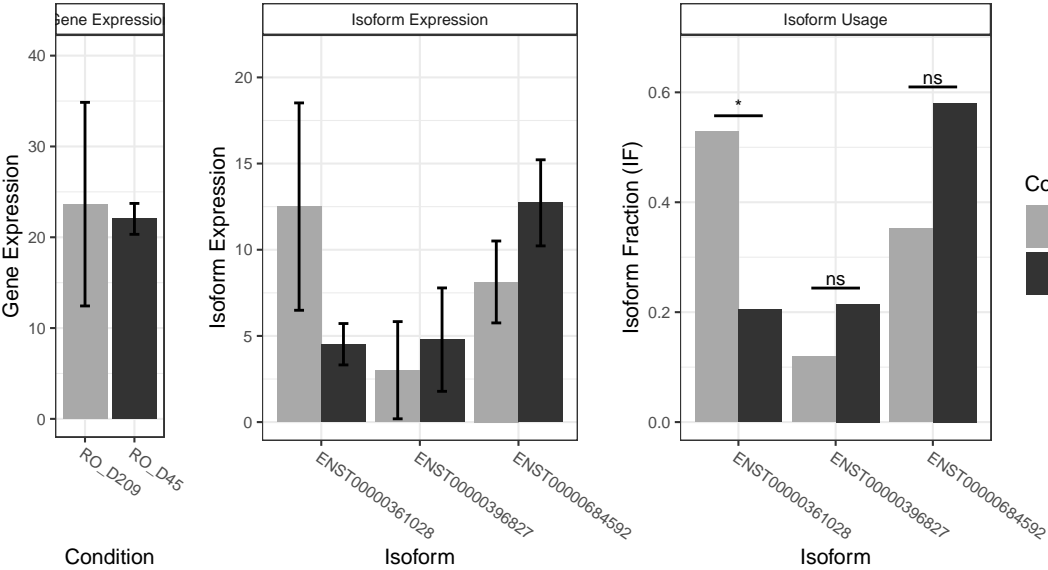 Gene Expression
Isoform Expression
Isoform Usage
Gene Expression
40
30
20
10
0
RO_D209
RO_D45
Condition
Isoform Expression
20
15
10
5
0
ENST00000361028
ENST00000396827
ENST00000684592
Isoform
Isoform Fraction (IF)
0.6
0.4
0.2
0.0
*
ns
ns
ENST00000361028
ENST00000396827
ENST00000684592
Isoform
Co